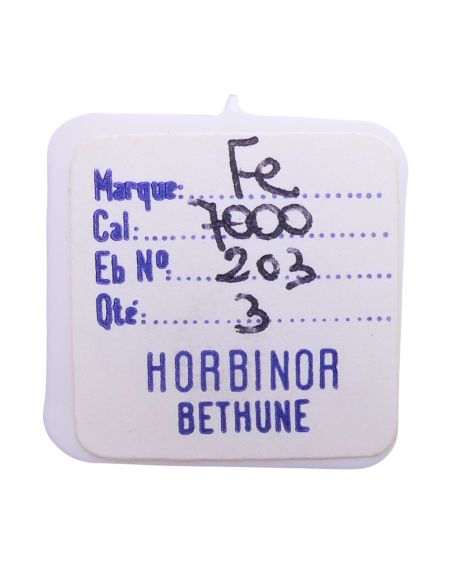 Marque: Fe
Cal: 7000
Eb Nº: 203
Qté: 3
HORBINOR
BETHUNE